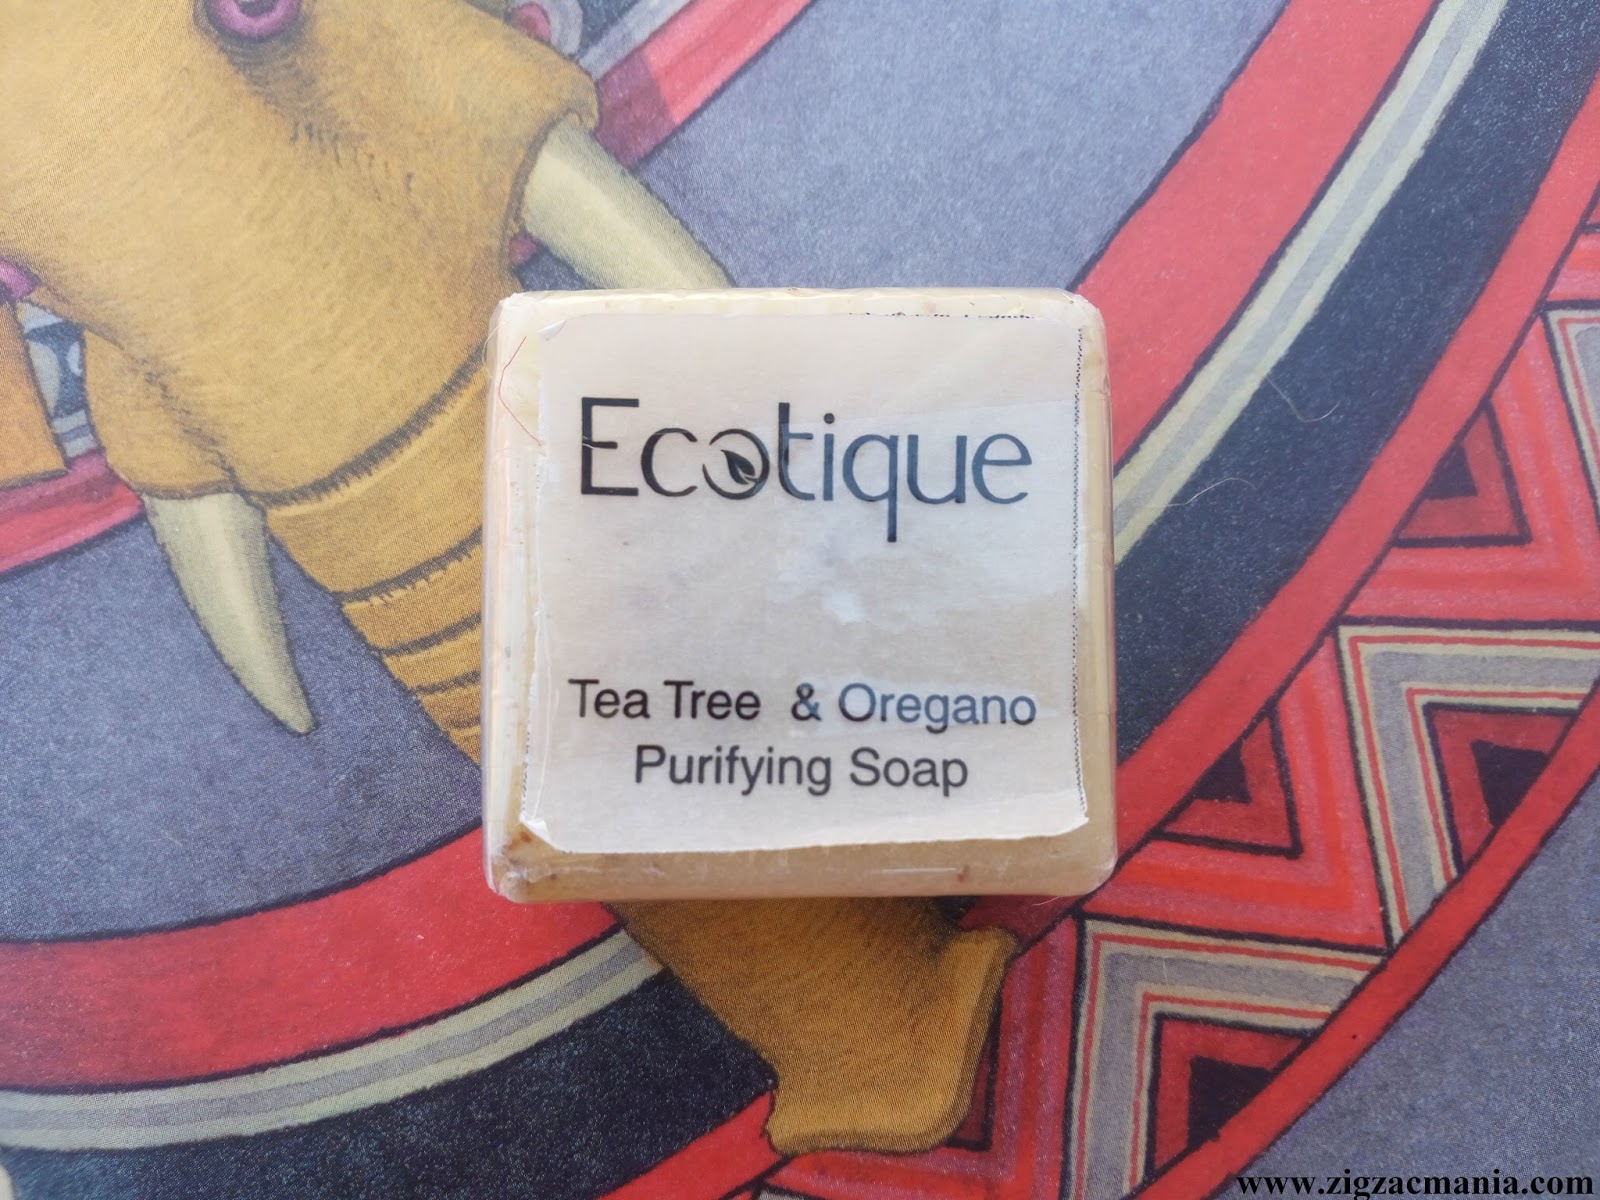 Ecotique
Tea Tree & Oregano
Purifying Soap
www.zigzacmania.com